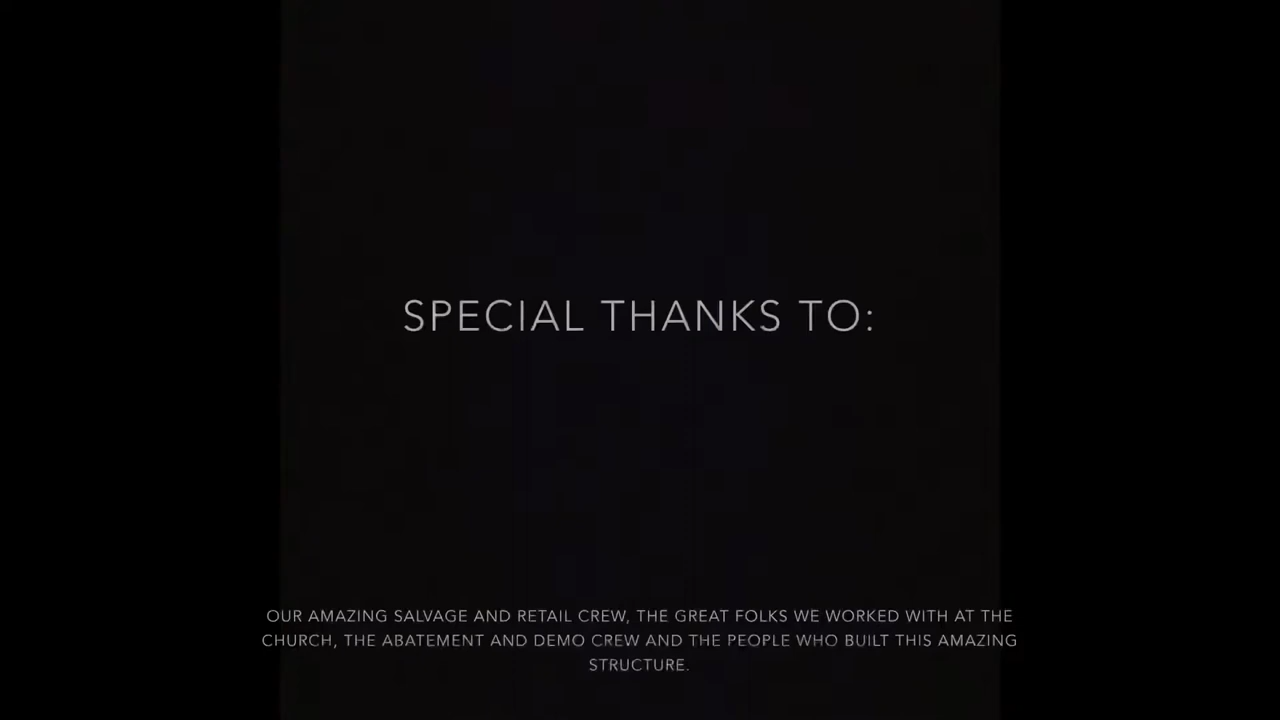 SPECIAL THANKS TO:
OUR AMAZING SALVAGE AND RETAIL CREW, THE GREAT FOLKS WE WORKED WITH AT THE
CHURCH, THE ABATEMENT AND DEMO CREW AND THE PEOPLE WHO BUILT THIS AMAZING
STRUCTURE.